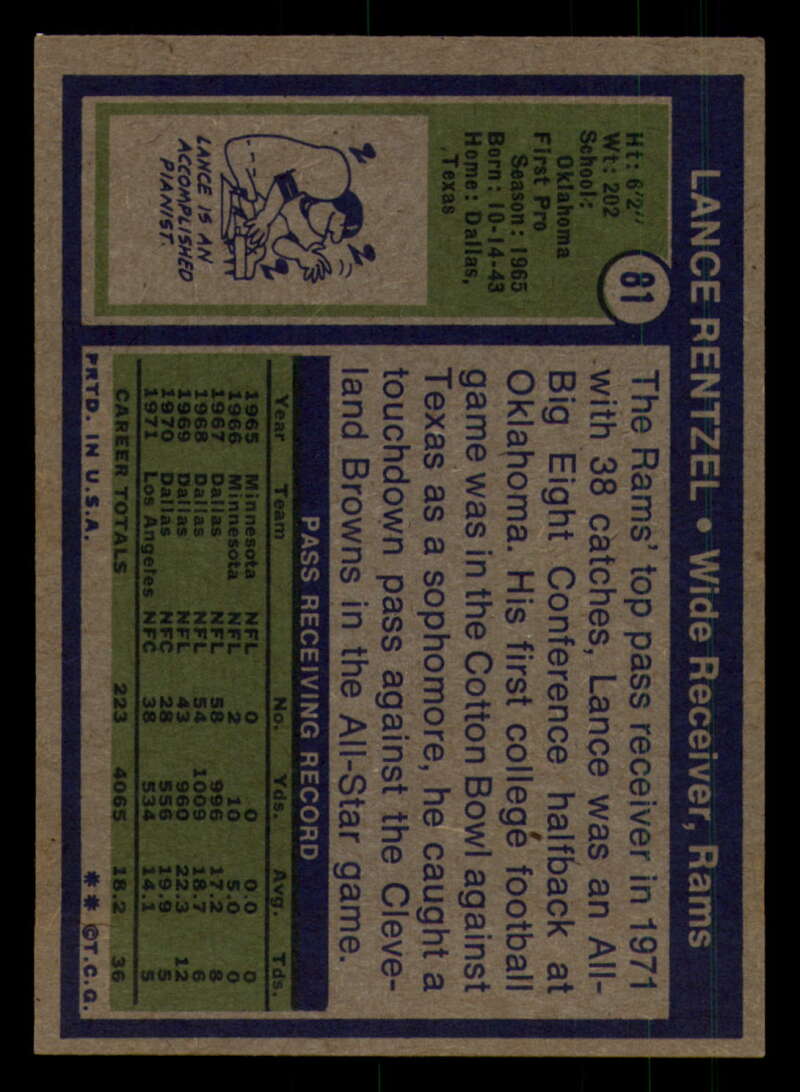 LANCE RENTZEL • Wide Receiver, Rams
81
Ht: 6'2"
Wt: 202
School:
Oklahoma
First Pro
Season: 1965
Born: 10-14-43
Home: Dallas,
Texas
LANCE IS AN
ACCOMPLISHED
PIANIST.
The Rams' top pass receiver in 1971
with 38 catches, Lance was an All-
Big Eight Conference halfback at
Oklahoma. His first college football
game was in the Cotton Bowl against
Texas as a sophomore, he caught a
touchdown pass against the Cleve-
land Browns in the All-Star game.
PASS RECEIVING RECORD
Year Team No. Yds. Avg. Tds.
1965 Minnesota NFL 0 0 0.0 0
1966 Minnesota NFL 2 10 5.0 0
1967 Dallas NFL 58 996 17.2 8
1968 Dallas NFL 54 1009 18.7 6
1969 Dallas NFL 43 960 22.3 12
1970 Dallas NFC 28 556 19.9 5
1971 Los Angeles NFC 38 534 14.1 5
CAREER TOTALS 223 4065 18.2 36
PRTD. IN U.S.A. ** ©T.C.G.